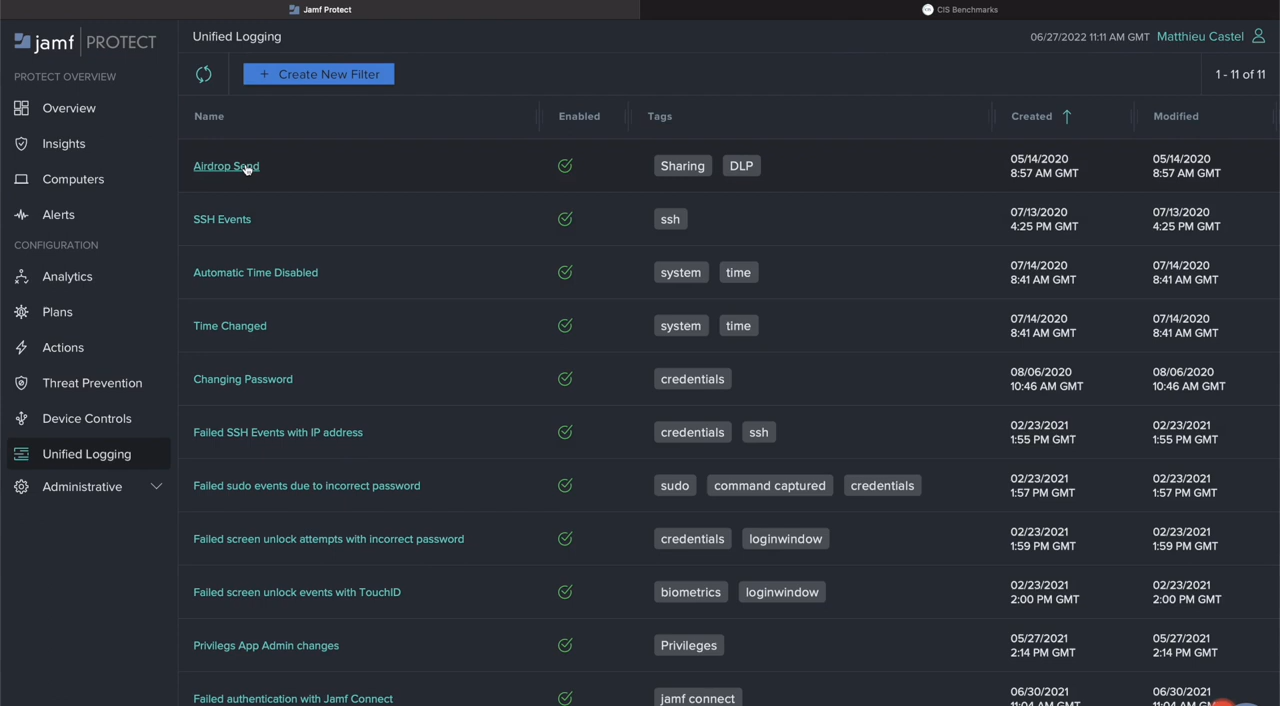 Jamf Protect
CIS Benchmarks
jamf | PROTECT
Unified Logging
06/27/2022 11:11 AM GMT Matthieu Castel
PROTECT OVERVIEW
Overview
Insights
Computers
Alerts
CONFIGURATION
Analytics
Plans
Actions
Threat Prevention
Device Controls
Unified Logging
Administrative
+ Create New Filter
1 - 11 of 11
Name Enabled Tags Created Modified
Airdrop Send Sharing DLP 05/14/2020 05/14/2020
8:57 AM GMT 8:57 AM GMT
SSH Events ssh 07/13/2020 07/13/2020
4:25 PM GMT 4:25 PM GMT
Automatic Time Disabled system time 07/14/2020 07/14/2020
8:41 AM GMT 8:41 AM GMT
Time Changed system time 07/14/2020 07/14/2020
8:41 AM GMT 8:41 AM GMT
Changing Password credentials 08/06/2020 08/06/2020
10:46 AM GMT 10:46 AM GMT
Failed SSH Events with IP address credentials ssh 02/23/2021 02/23/2021
1:55 PM GMT 1:55 PM GMT
Failed sudo events due to incorrect password sudo command captured credentials 02/23/2021 02/23/2021
1:57 PM GMT 1:57 PM GMT
Failed screen unlock attempts with incorrect password credentials loginwindow 02/23/2021 02/23/2021
1:59 PM GMT 1:59 PM GMT
Failed screen unlock events with TouchID biometrics loginwindow 02/23/2021 02/23/2021
2:00 PM GMT 2:00 PM GMT
Privilegs App Admin changes Privileges 05/27/2021 05/27/2021
2:14 PM GMT 2:14 PM GMT
Failed authentication with Jamf Connect jamf connect 06/30/2021 06/30/2021
11:04 AM GMT 11:04 AM GMT